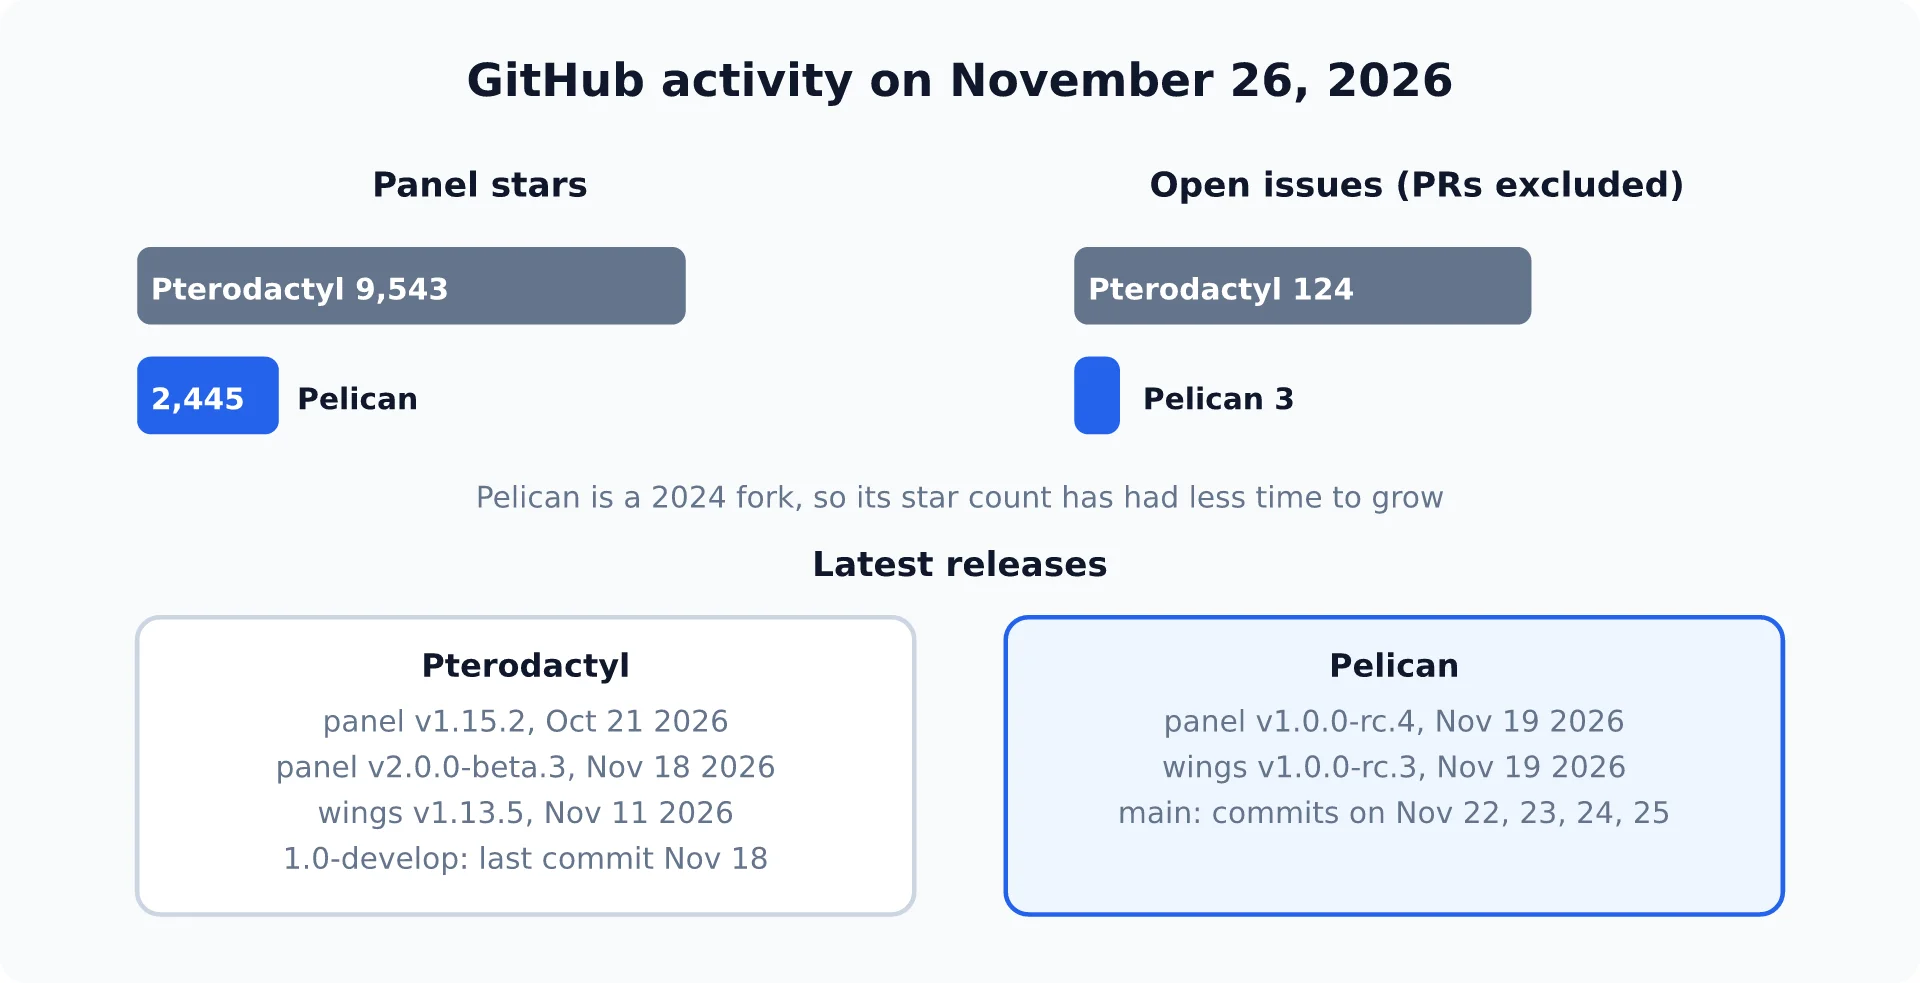 GitHub activity on November 26, 2026
Panel stars
Pterodactyl 9,543
2,445 Pelican
Open issues (PRs excluded)
Pterodactyl 124
Pelican 3
Pelican is a 2024 fork, so its star count has had less time to grow
Latest releases
Pterodactyl
panel v1.15.2, Oct 21 2026
panel v2.0.0-beta.3, Nov 18 2026
wings v1.13.5, Nov 11 2026
1.0-develop: last commit Nov 18
Pelican
panel v1.0.0-rc.4, Nov 19 2026
wings v1.0.0-rc.3, Nov 19 2026
main: commits on Nov 22, 23, 24, 25